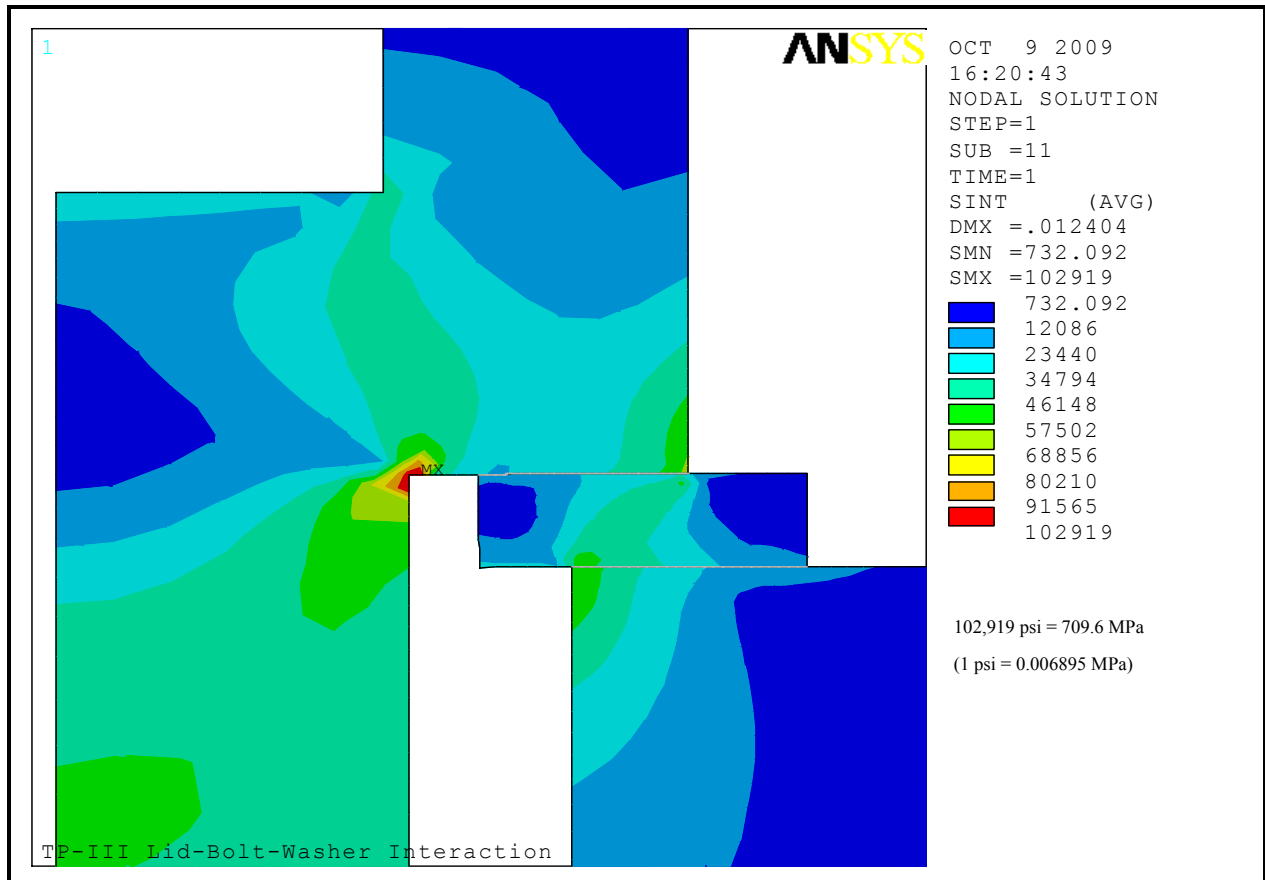 1
ANSYS
OCT 9 2009
16:20:43
NODAL SOLUTION
STEP=1
SUB =11
TIME=1
SINT (AVG)
DMX =.012404
SMN =732.092
SMX =102919
732.092
12086
23440
34794
46148
57502
68856
80210
91565
102919
MX
102,919 psi = 709.6 MPa
(1 psi = 0.006895 MPa)
TP-III Lid-Bolt-Washer Interaction